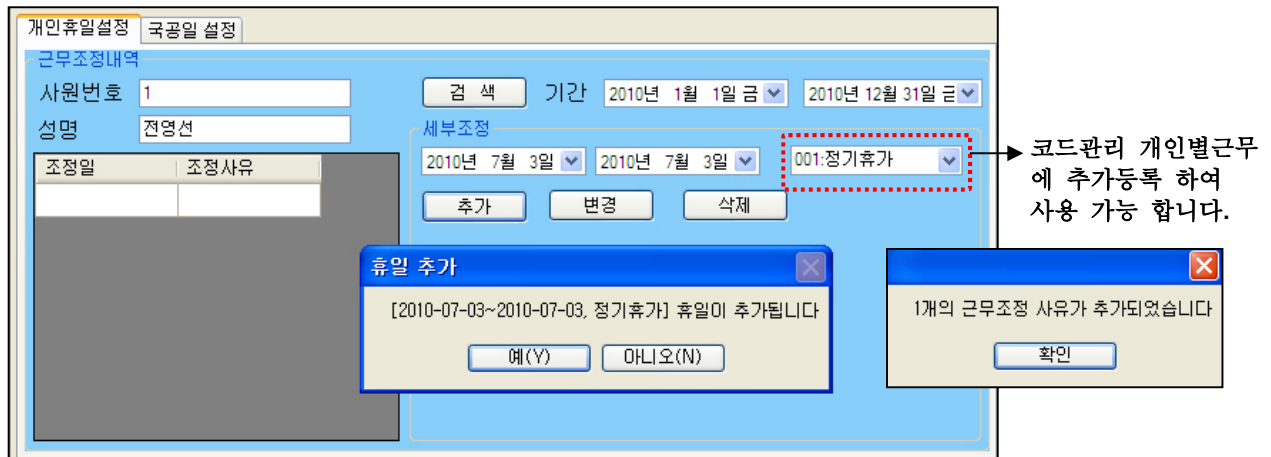 개인휴일설정 국공일 설정
근무조정내역
사원번호 1 검 색 기간 2010년 1월 1일 금 2010년 12월 31일 금
성명 전영선 세부조정
조정일 조정사유 2010년 7월 3일 2010년 7월 3일 001:정기휴가
추가 변경 삭제
코드관리 개인별근무
에 추가등록 하여
사용 가능 합니다.
휴일 추가
[2010-07-03~2010-07-03, 정기휴가] 휴일이 추가됩니다
예(Y) 아니오(N)
1개의 근무조정 사유가 추가되었습니다
확인